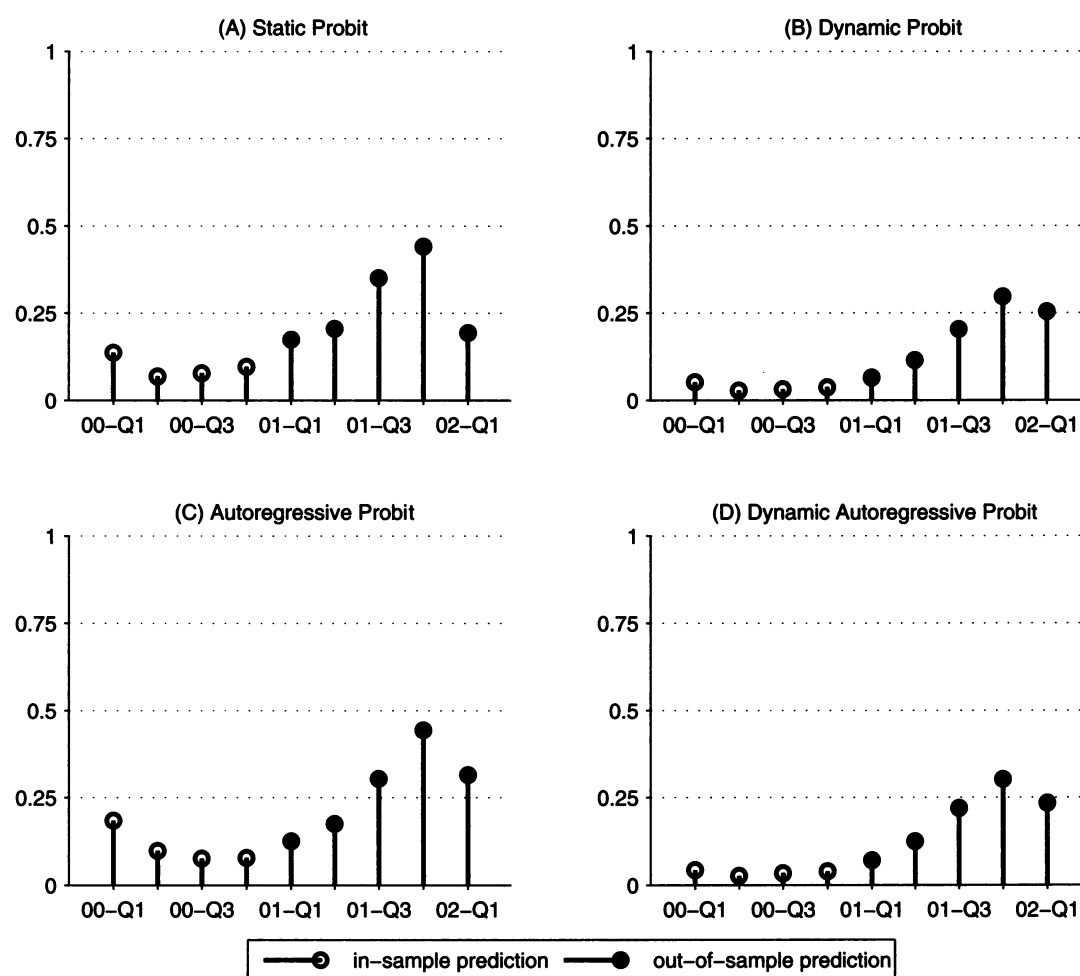 (A) Static Probit
1
0.75
0.5
0.25
0
00-Q1 00-Q3 01-Q1 01-Q3 02-Q1
(B) Dynamic Probit
1
0.75
0.5
0.25
0
00-Q1 00-Q3 01-Q1 01-Q3 02-Q1
(C) Autoregressive Probit
1
0.75
0.5
0.25
0
00-Q1 00-Q3 01-Q1 01-Q3 02-Q1
(D) Dynamic Autoregressive Probit
1
0.75
0.5
0.25
0
00-Q1 00-Q3 01-Q1 01-Q3 02-Q1
in-sample prediction out-of-sample prediction